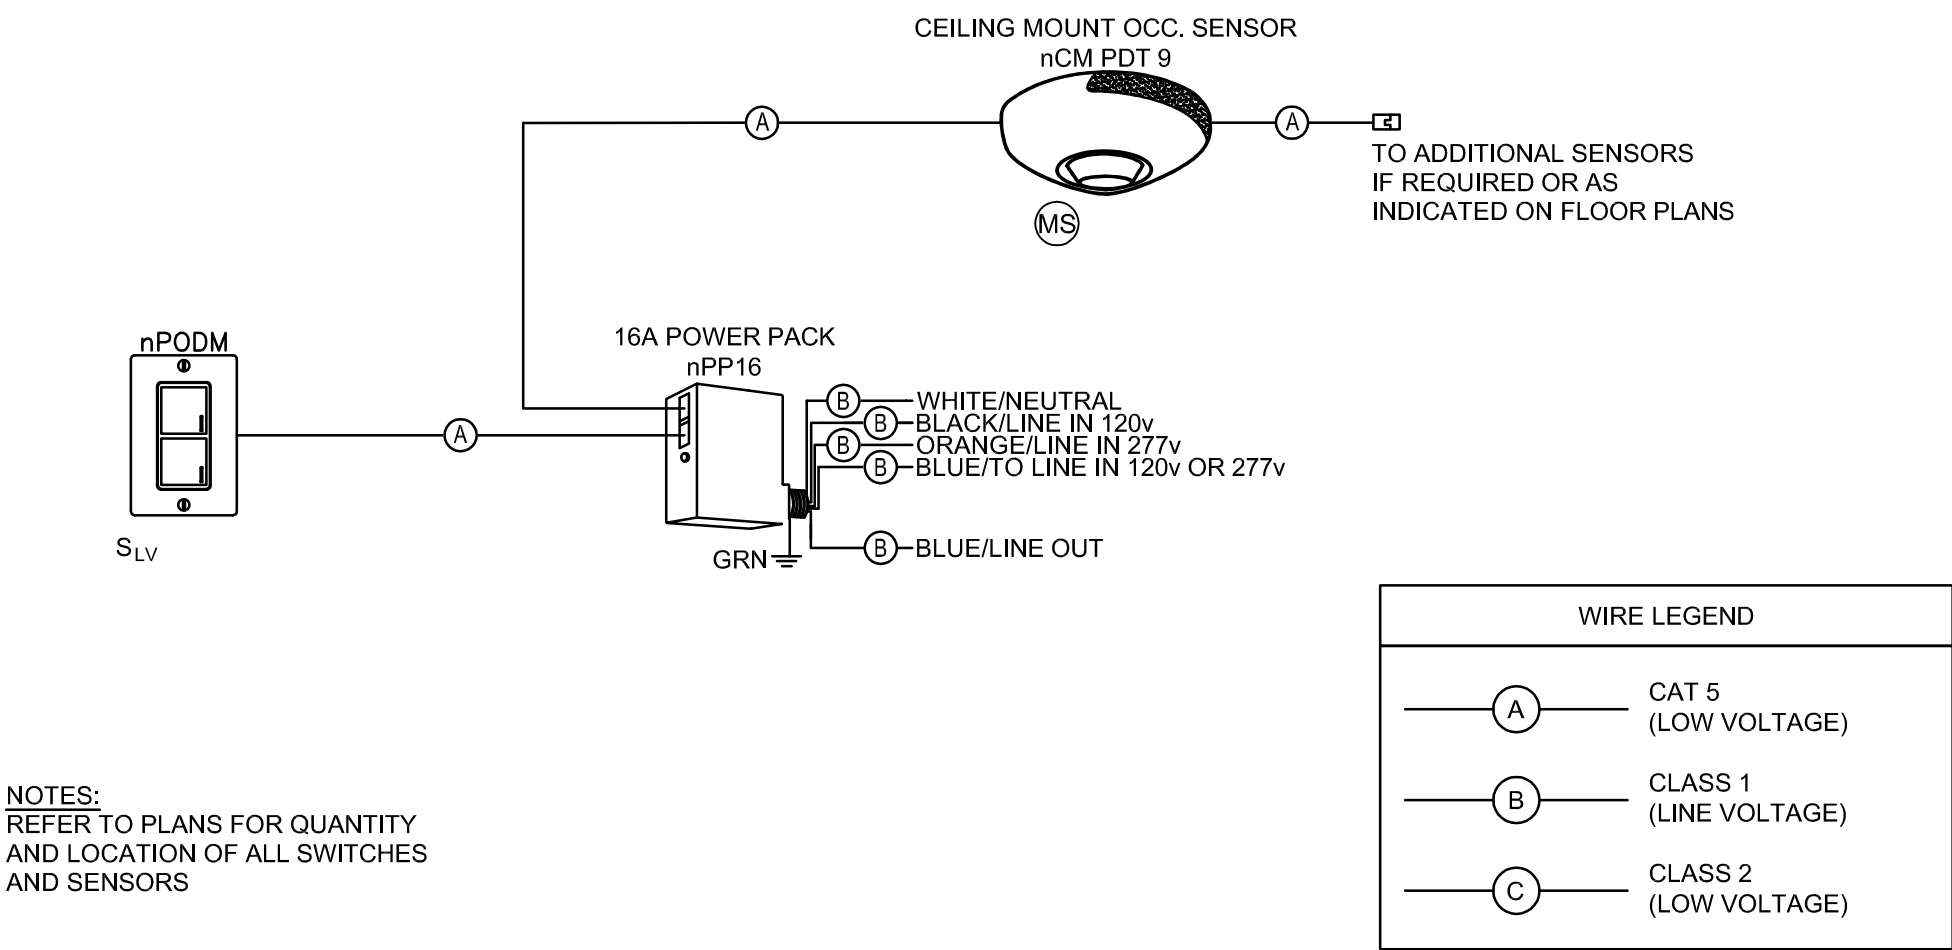 CEILING MOUNT OCC. SENSOR
nCM PDT 9
A
A
TO ADDITIONAL SENSORS
IF REQUIRED OR AS
INDICATED ON FLOOR PLANS
MS
nPODM
16A POWER PACK
nPP16
A
B WHITE/NEUTRAL
B BLACK/LINE IN 120v
B ORANGE/LINE IN 277v
B BLUE/TO LINE IN 120v OR 277v
SLV
GRN
B BLUE/LINE OUT
WIRE LEGEND
A
CAT 5
(LOW VOLTAGE)
B
CLASS 1
(LINE VOLTAGE)
C
CLASS 2
(LOW VOLTAGE)
NOTES:
REFER TO PLANS FOR QUANTITY
AND LOCATION OF ALL SWITCHES
AND SENSORS